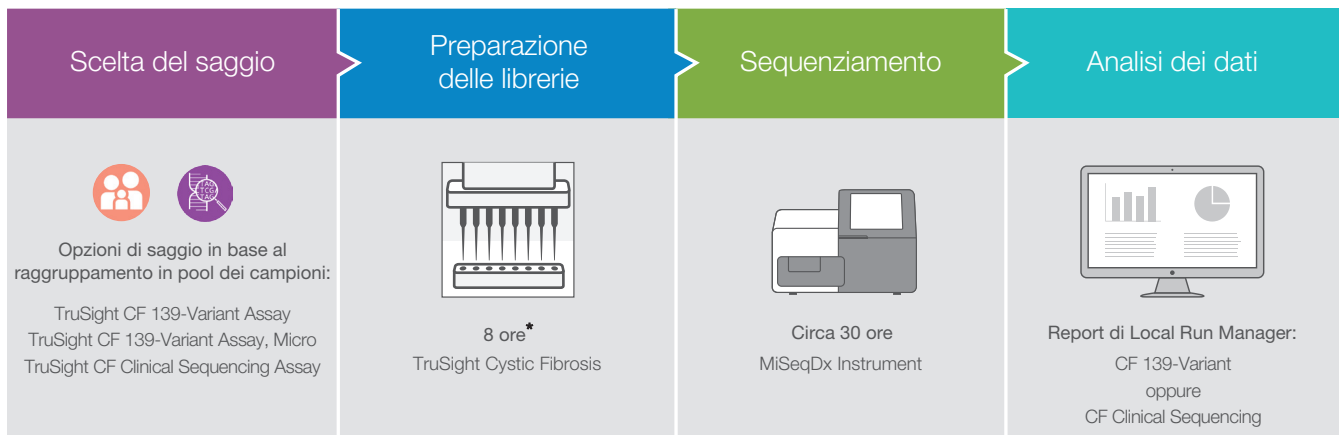 Scelta del saggio
Preparazione
delle librerie
Sequenziamento
Analisi dei dati
TAG
TCGA
TAG
Opzioni di saggio in base al
raggruppamento in pool dei campioni:
TruSight CF 139-Variant Assay
TruSight CF 139-Variant Assay, Micro
TruSight CF Clinical Sequencing Assay
8 ore*
TruSight Cystic Fibrosis
Circa 30 ore
MiSeqDx Instrument
Report di Local Run Manager:
CF 139-Variant
oppure
CF Clinical Sequencing